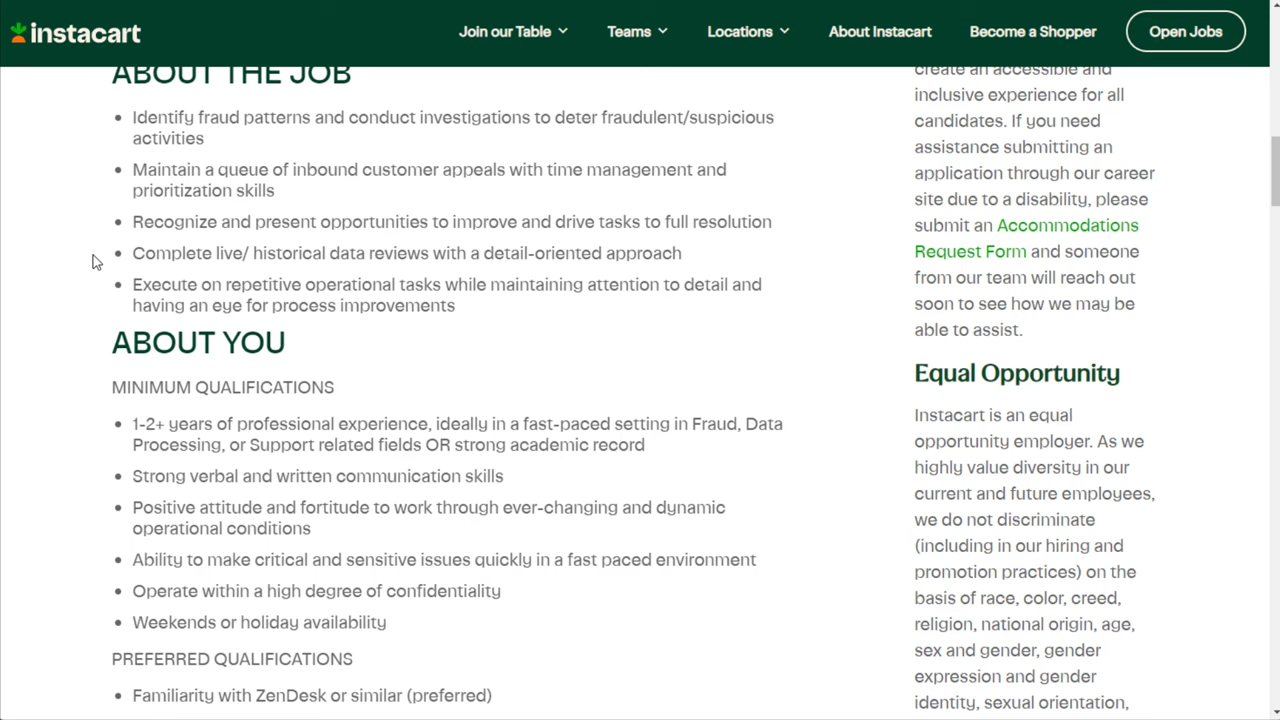 instacart
Join our Table
Teams
Locations
About Instacart
Become a Shopper
Open Jobs
ABOUT THE JOB
Identify fraud patterns and conduct investigations to deter fraudulent/suspicious
activities
Maintain a queue of inbound customer appeals with time management and
prioritization skills
Recognize and present opportunities to improve and drive tasks to full resolution
Complete live/ historical data reviews with a detail-oriented approach
Execute on repetitive operational tasks while maintaining attention to detail and
having an eye for process improvements
ABOUT YOU
MINIMUM QUALIFICATIONS
1-2+ years of professional experience, ideally in a fast-paced setting in Fraud, Data
Processing, or Support related fields OR strong academic record
Strong verbal and written communication skills
Positive attitude and fortitude to work through ever-changing and dynamic
operational conditions
Ability to make critical and sensitive issues quickly in a fast paced environment
Operate within a high degree of confidentiality
Weekends or holiday availability
PREFERRED QUALIFICATIONS
Familiarity with ZenDesk or similar (preferred)
create an accessible and
inclusive experience for all
candidates. If you need
assistance submitting an
application through our career
site due to a disability, please
submit an Accommodations
Request Form and someone
from our team will reach out
soon to see how we may be
able to assist.
Equal Opportunity
Instacart is an equal
opportunity employer. As we
highly value diversity in our
current and future employees,
we do not discriminate
(including in our hiring and
promotion practices) on the
basis of race, color, creed,
religion, national origin, age,
sex and gender, gender
expression and gender
identity, sexual orientation,